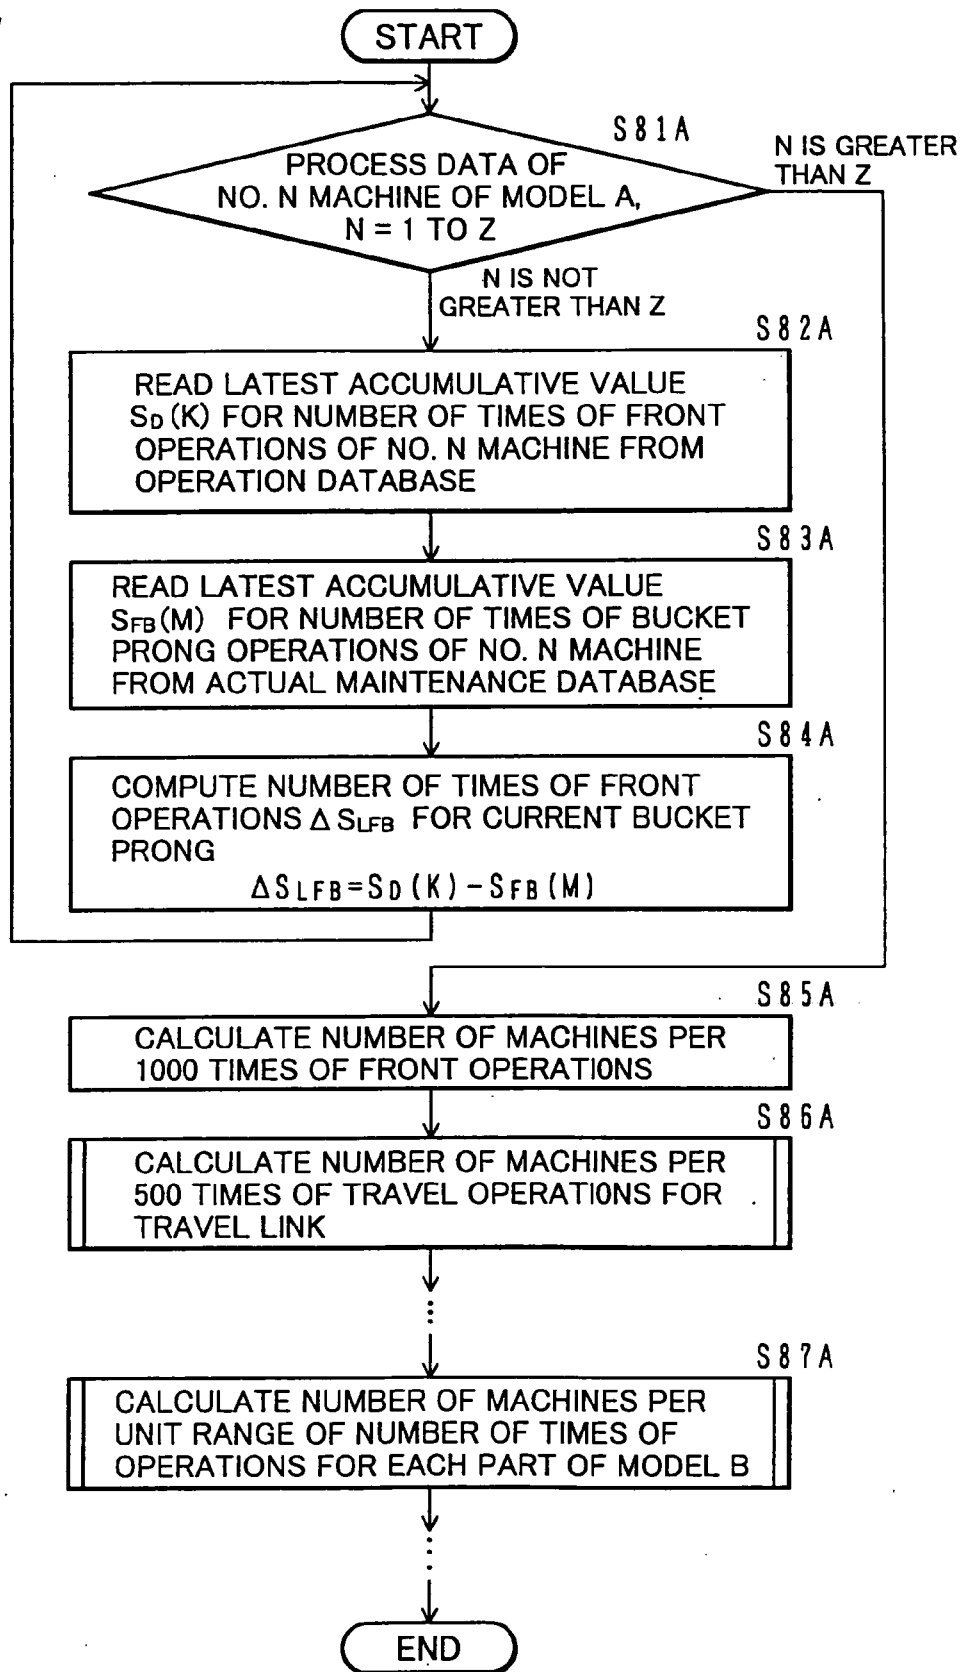 START
S81A
PROCESS DATA OF
NO. N MACHINE OF MODEL A,
N = 1 TO Z
N IS GREATER
THAN Z
N IS NOT
GREATER THAN Z
S82A
READ LATEST ACCUMULATIVE VALUE
SD (K) FOR NUMBER OF TIMES OF FRONT
OPERATIONS OF NO. N MACHINE FROM
OPERATION DATABASE
S83A
READ LATEST ACCUMULATIVE VALUE
SFB (M) FOR NUMBER OF TIMES OF BUCKET
PRONG OPERATIONS OF NO. N MACHINE
FROM ACTUAL MAINTENANCE DATABASE
S84A
COMPUTE NUMBER OF TIMES OF FRONT
OPERATIONS Δ SLFB FOR CURRENT BUCKET
PRONG
ΔSLFB=SD (K) -SFB (M)
S85A
CALCULATE NUMBER OF MACHINES PER
1000 TIMES OF FRONT OPERATIONS
S86A
CALCULATE NUMBER OF MACHINES PER
500 TIMES OF TRAVEL OPERATIONS FOR
TRAVEL LINK
S87A
CALCULATE NUMBER OF MACHINES PER
UNIT RANGE OF NUMBER OF TIMES OF
OPERATIONS FOR EACH PART OF MODEL B
END